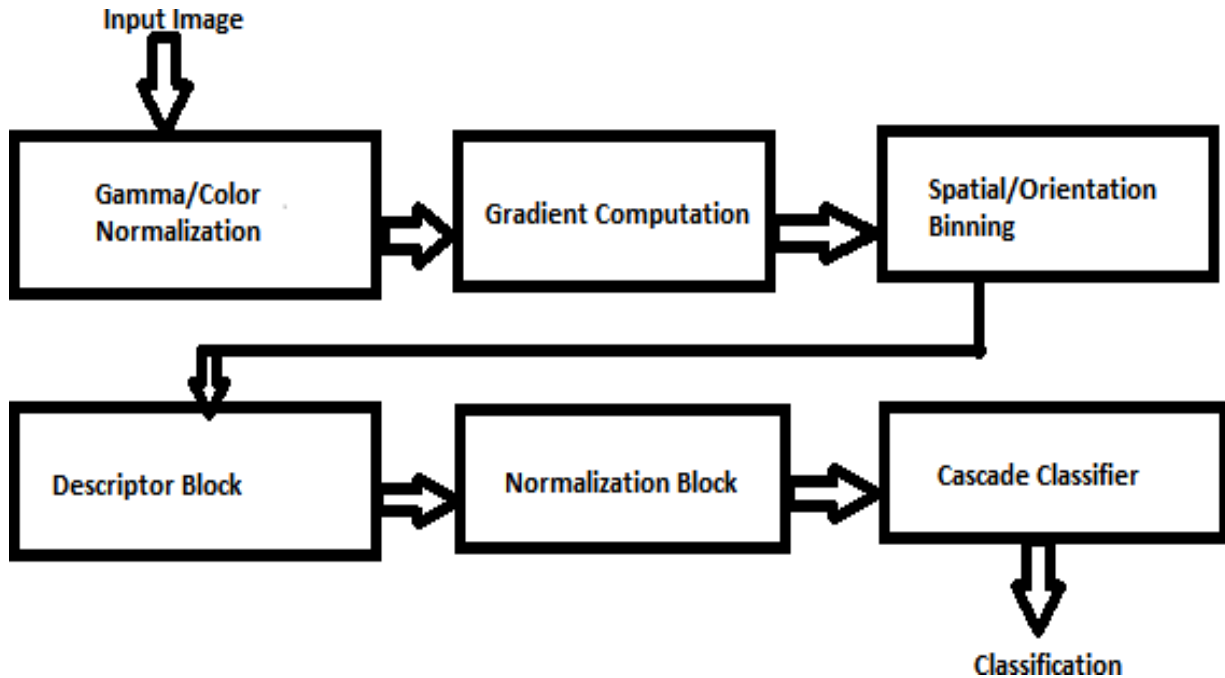 Input Image
Gamma/Color
Normalization
Gradient Computation
Spatial/Orientation
Binning
Descriptor Block
Normalization Block
Cascade Classifier
Classification